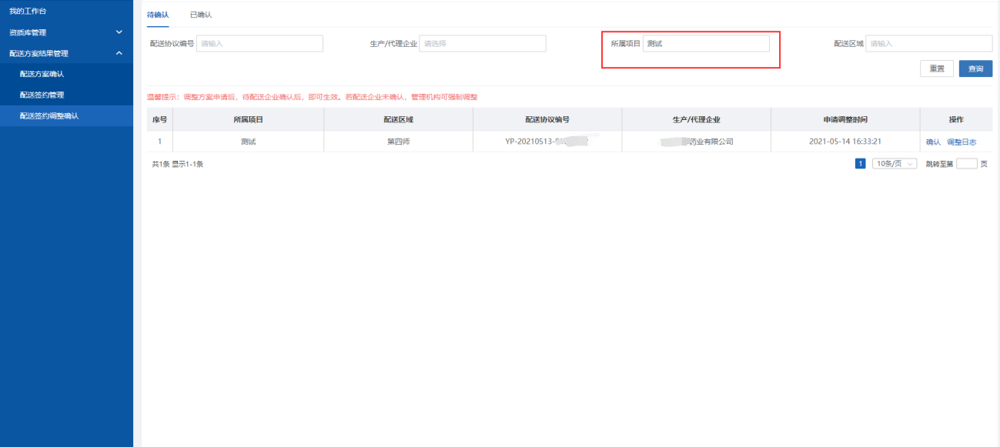 我的工作台
资质库管理
配送方案结果管理
配送方案确认
配送签约管理
配送签约调整确认
待确认 已确认
配送协议编号 请输入 生产/代理企业 请选择 所属项目 测试 配送区域 请输入
重置 查询
温馨提示：调整方案申请后，待配送企业确认后，即可生效。若配送企业未确认，管理机构可强制调整
序号 所属项目 配送区域 配送协议编号 生产/代理企业 申请调整时间 操作
1 测试 第四师 YP-20210513- 药业有限公司 2021-05-14 16:33:21 确认 调整日志
共1条 显示1-1条 1 10条/页 跳转至第 页